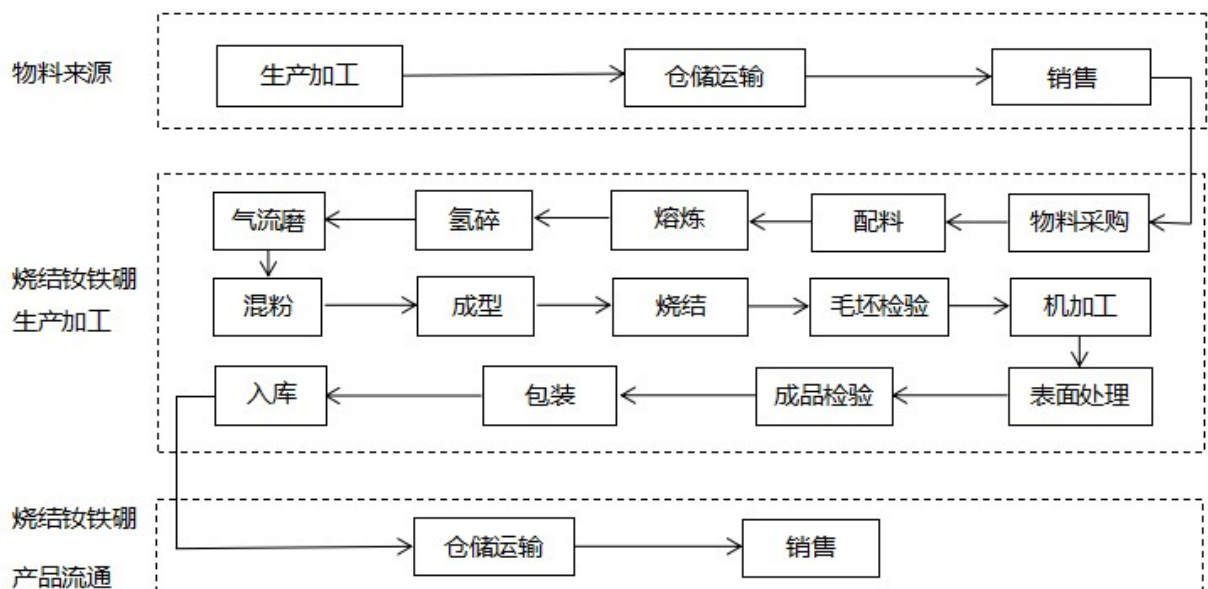 物料来源
生产加工
仓储运输
销售
气流磨
氢碎
熔炼
配料
物料采购
烧结钕铁硼
生产加工
混粉
成型
烧结
毛坯检验
机加工
入库
包装
成品检验
表面处理
烧结钕铁硼
产品流通
仓储运输
销售